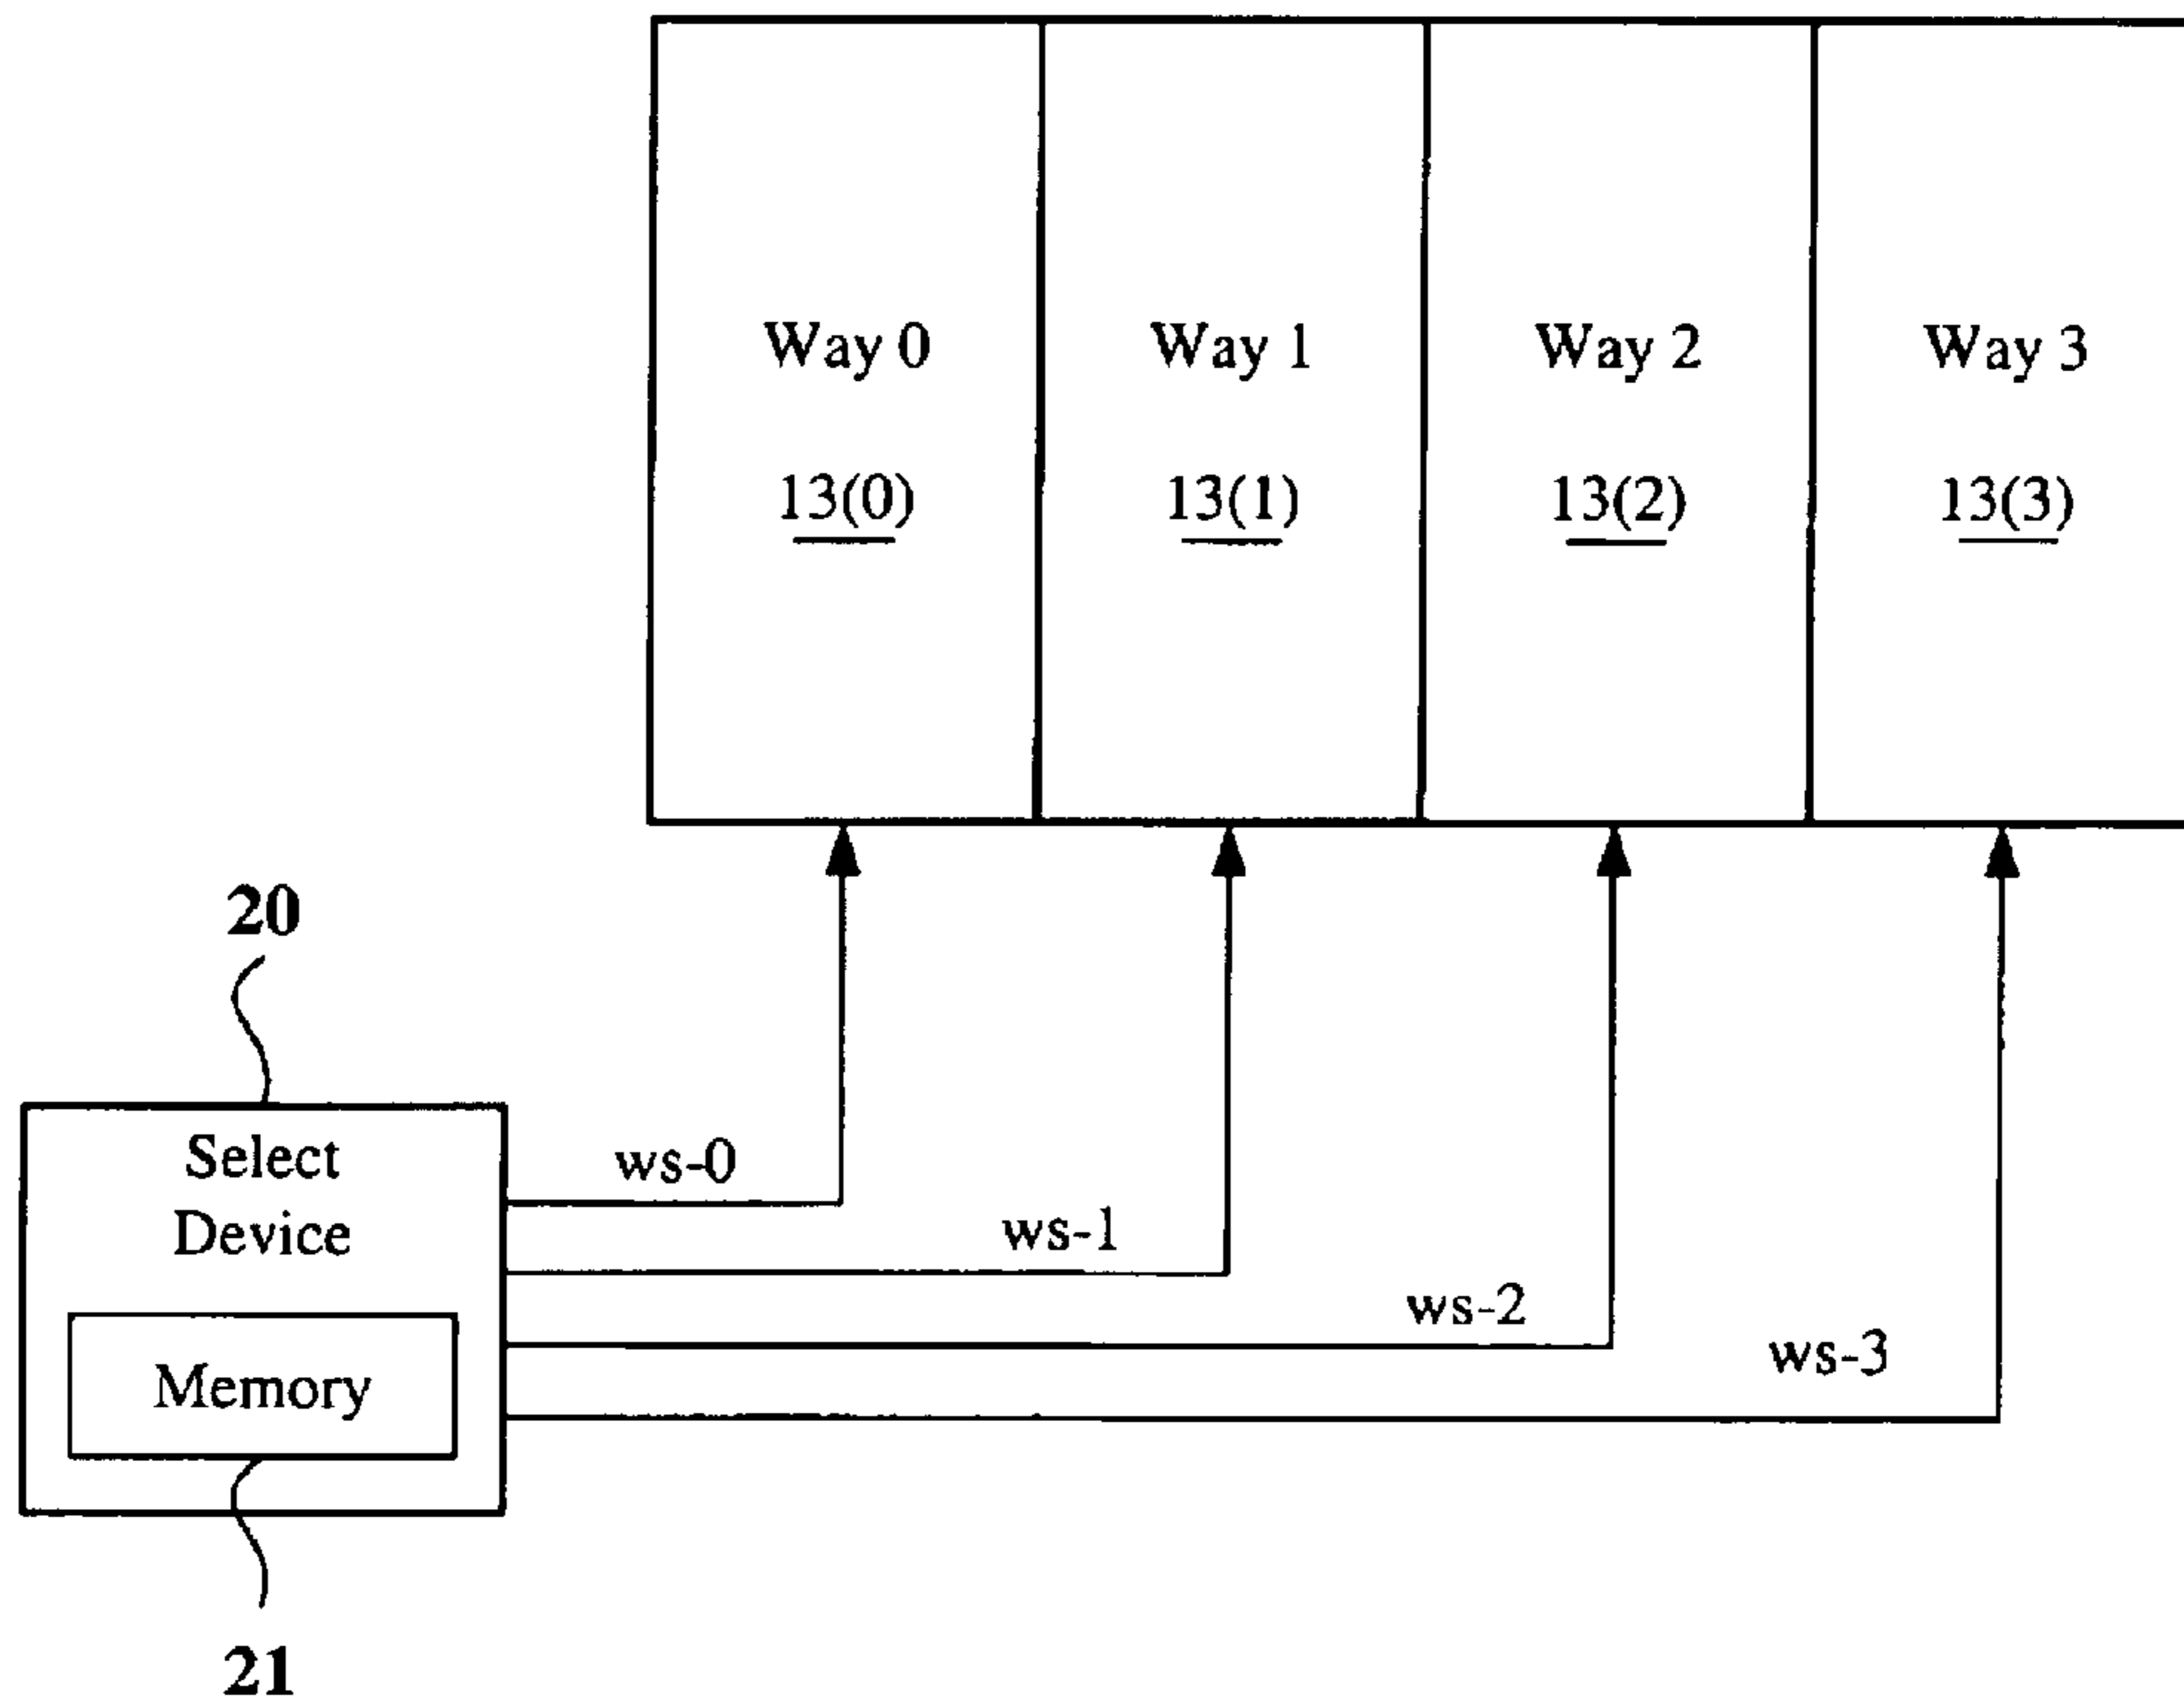 Way 0
Way 1
Way 2
Way 3
13(0)
13(1)
13(2)
13(3)
20
Select
Device
Memory
21
ws-0
ws-1
ws-2
ws-3